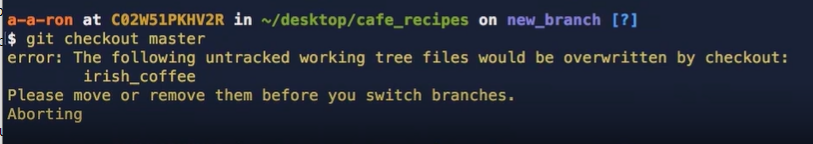 a-a-ron at C02W51PKHV2R in ~/desktop/cafe_recipes on new_branch [?]
$ git checkout master
error: The following untracked working tree files would be overwritten by checkout:
        irish_coffee
Please move or remove them before you switch branches.
Aborting